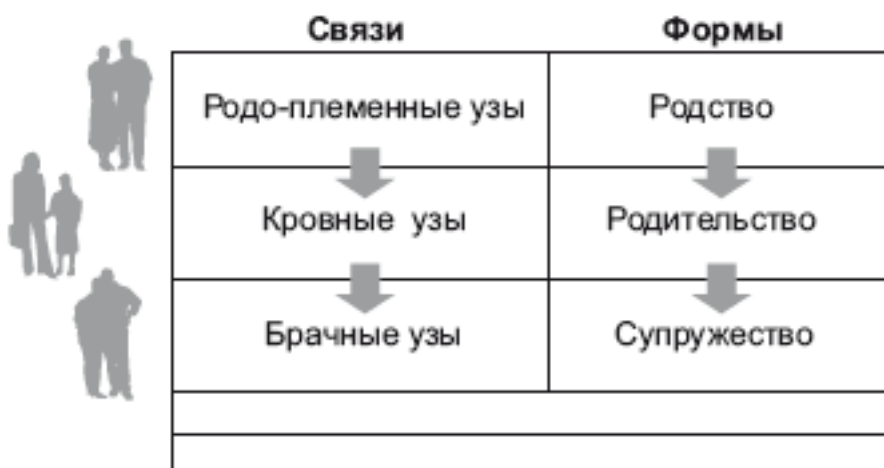 Связи Формы
Родо-племенные узы Родство
Кровные узы Родительство
Брачные узы Супружество